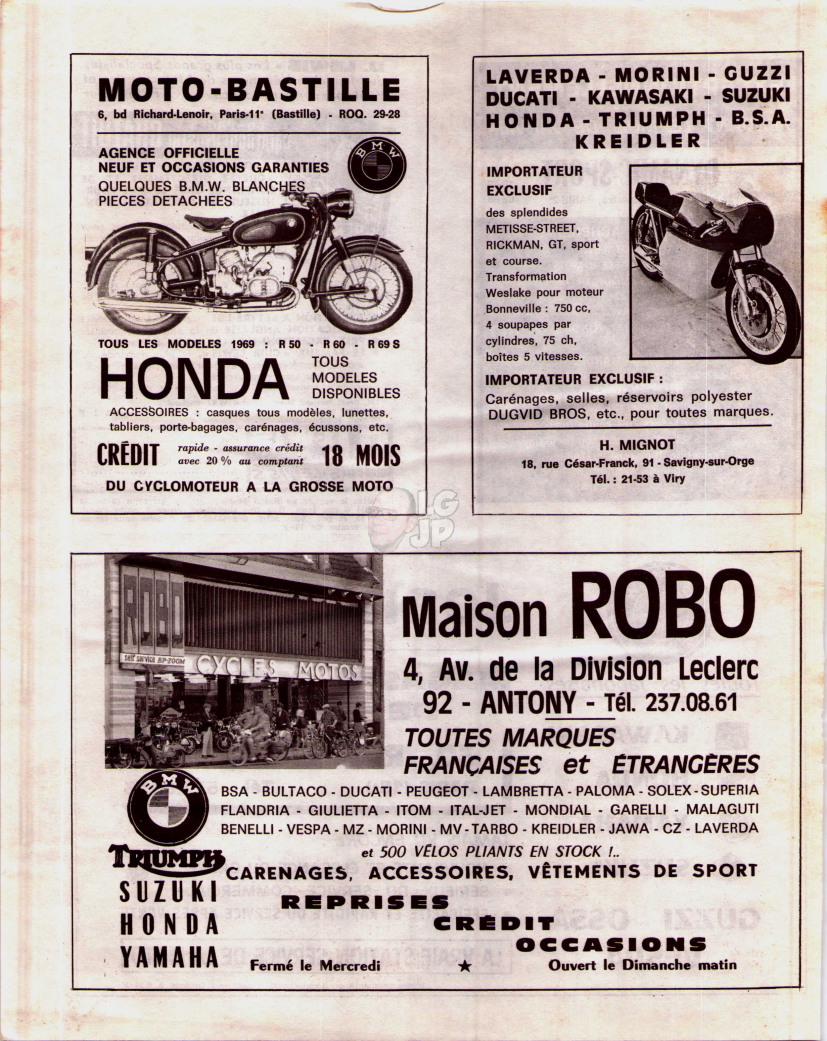 MOTO-BASTILLE
6, bd Richard-Lenoir, Paris-11e (Bastille) - ROQ. 29-28
AGENCE OFFICIELLE
NEUF ET OCCASIONS GARANTIES
QUELQUES B.M.W. BLANCHES
PIECES DETACHEES
BMW
TOUS LES MODELES 1969 : R 50 - R 60 - R 69 S
HONDA
TOUS
MODELES
DISPONIBLES
ACCESSOIRES : casques tous modèles, lunettes,
tabliers, porte-bagages, carénages, écussons, etc.
CRÉDIT rapide - assurance crédit
avec 20 % au comptant 18 MOIS
DU CYCLOMOTEUR A LA GROSSE MOTO
LAVERDA - MORINI - GUZZI
DUCATI - KAWASAKI - SUZUKI
HONDA - TRIUMPH - B.S.A.
KREIDLER
IMPORTATEUR
EXCLUSIF
des splendides
METISSE-STREET,
RICKMAN, GT, sport
et course.
Transformation
Weslake pour moteur
Bonneville : 750 cc,
4 soupapes par
cylindres, 75 ch,
boîtes 5 vitesses.
IMPORTATEUR EXCLUSIF :
Carénages, selles, réservoirs polyester
DUGVID BROS, etc., pour toutes marques.
H. MIGNOT
18, rue César-Franck, 91 - Savigny-sur-Orge
Tél. : 21-53 à Viry
LG
JP
ROBO
self service BP-ZOOM
CYCLES MOTOS
Maison ROBO
4, Av. de la Division Leclerc
92 - ANTONY - Tél. 237.08.61
TOUTES MARQUES
FRANÇAISES et ÉTRANGÈRES
BMW
BSA - BULTACO - DUCATI - PEUGEOT - LAMBRETTA - PALOMA - SOLEX - SUPERIA
FLANDRIA - GIULIETTA - ITOM - ITAL-JET - MONDIAL - GARELLI - MALAGUTI
BENELLI - VESPA - MZ - MORINI - MV - TARBO - KREIDLER - JAWA - CZ - LAVERDA
et 500 VÉLOS PLIANTS EN STOCK !..
TRIUMPH
CARENAGES, ACCESSOIRES, VÊTEMENTS DE SPORT
SUZUKI
HONDA
YAMAHA
REPRISES
CRÉDIT
OCCASIONS
Fermé le Mercredi ★ Ouvert le Dimanche matin